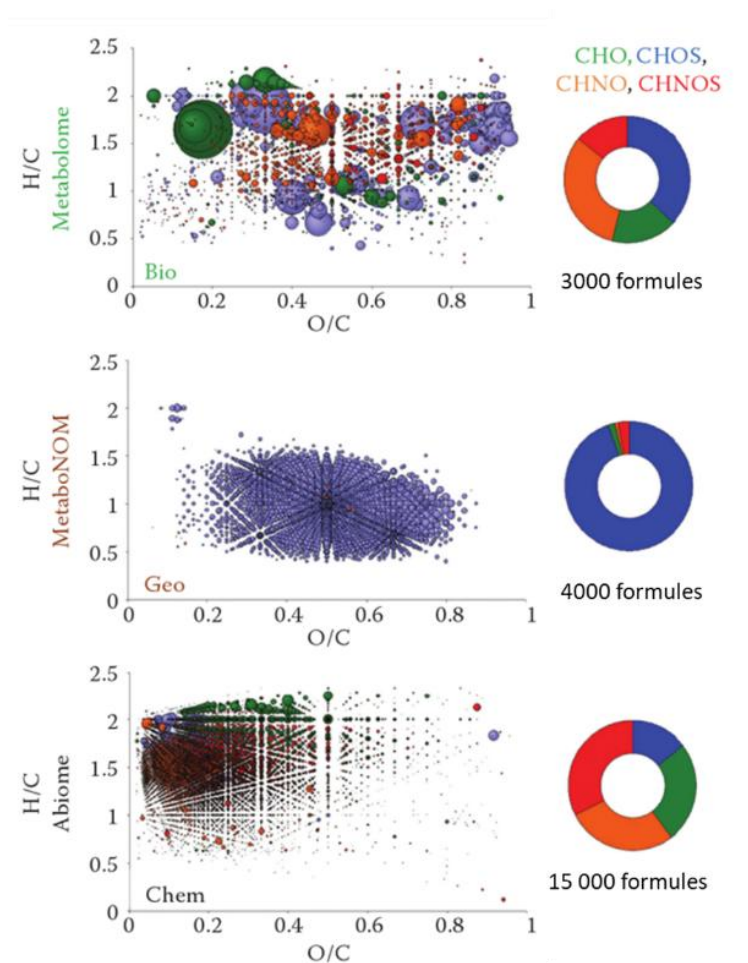 CHO, CHOS,
CHNO, CHNOS
2.5
2
1.5
1
0.5
0
H/C
Metabolome
Bio
0
0.2
0.4
0.6
0.8
1
O/C
3000 formules
2.5
2
1.5
1
0.5
0
H/C
MetaboNOM
Geo
0
0.2
0.4
0.6
0.8
1
O/C
4000 formules
2.5
2
1.5
1
0.5
0
H/C
Abiome
Chem
0
0.2
0.4
0.6
0.8
1
O/C
15 000 formules